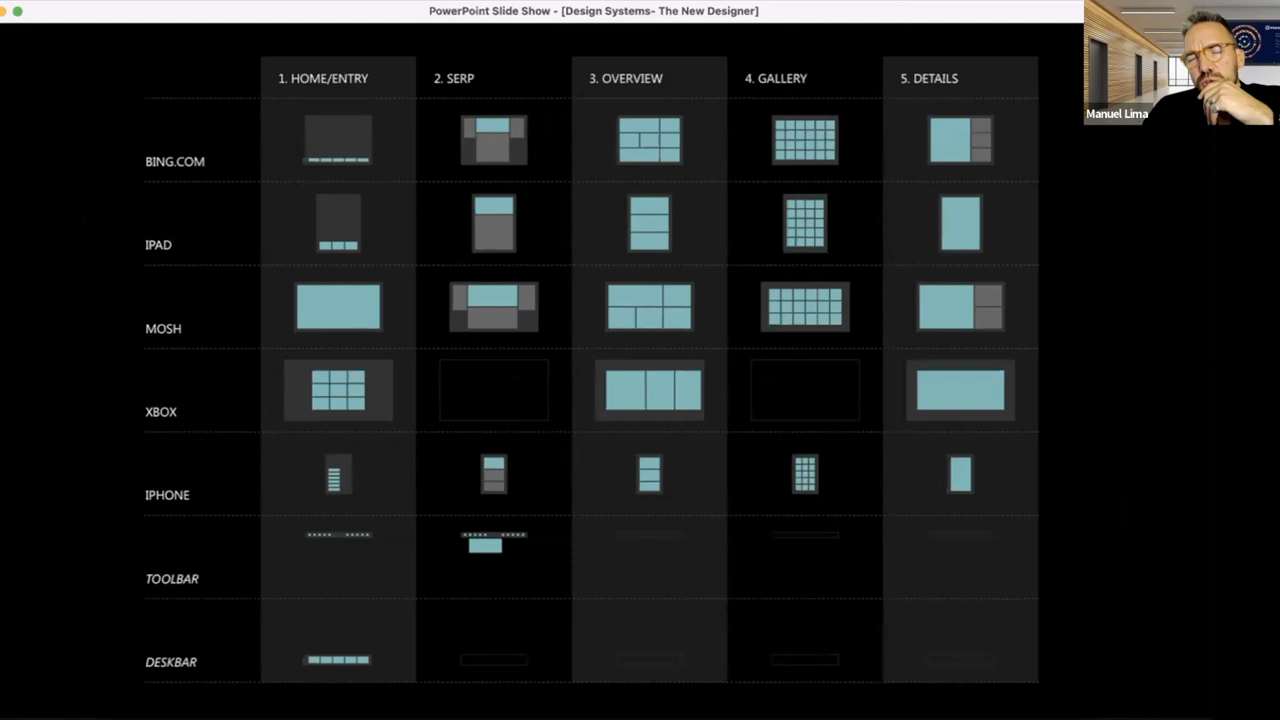 PowerPoint Slide Show - [Design Systems- The New Designer]
Manuel Lima
1. HOME/ENTRY 2. SERP 3. OVERVIEW 4. GALLERY 5. DETAILS
BING.COM
IPAD
MOSH
XBOX
IPHONE
TOOLBAR
DESKBAR